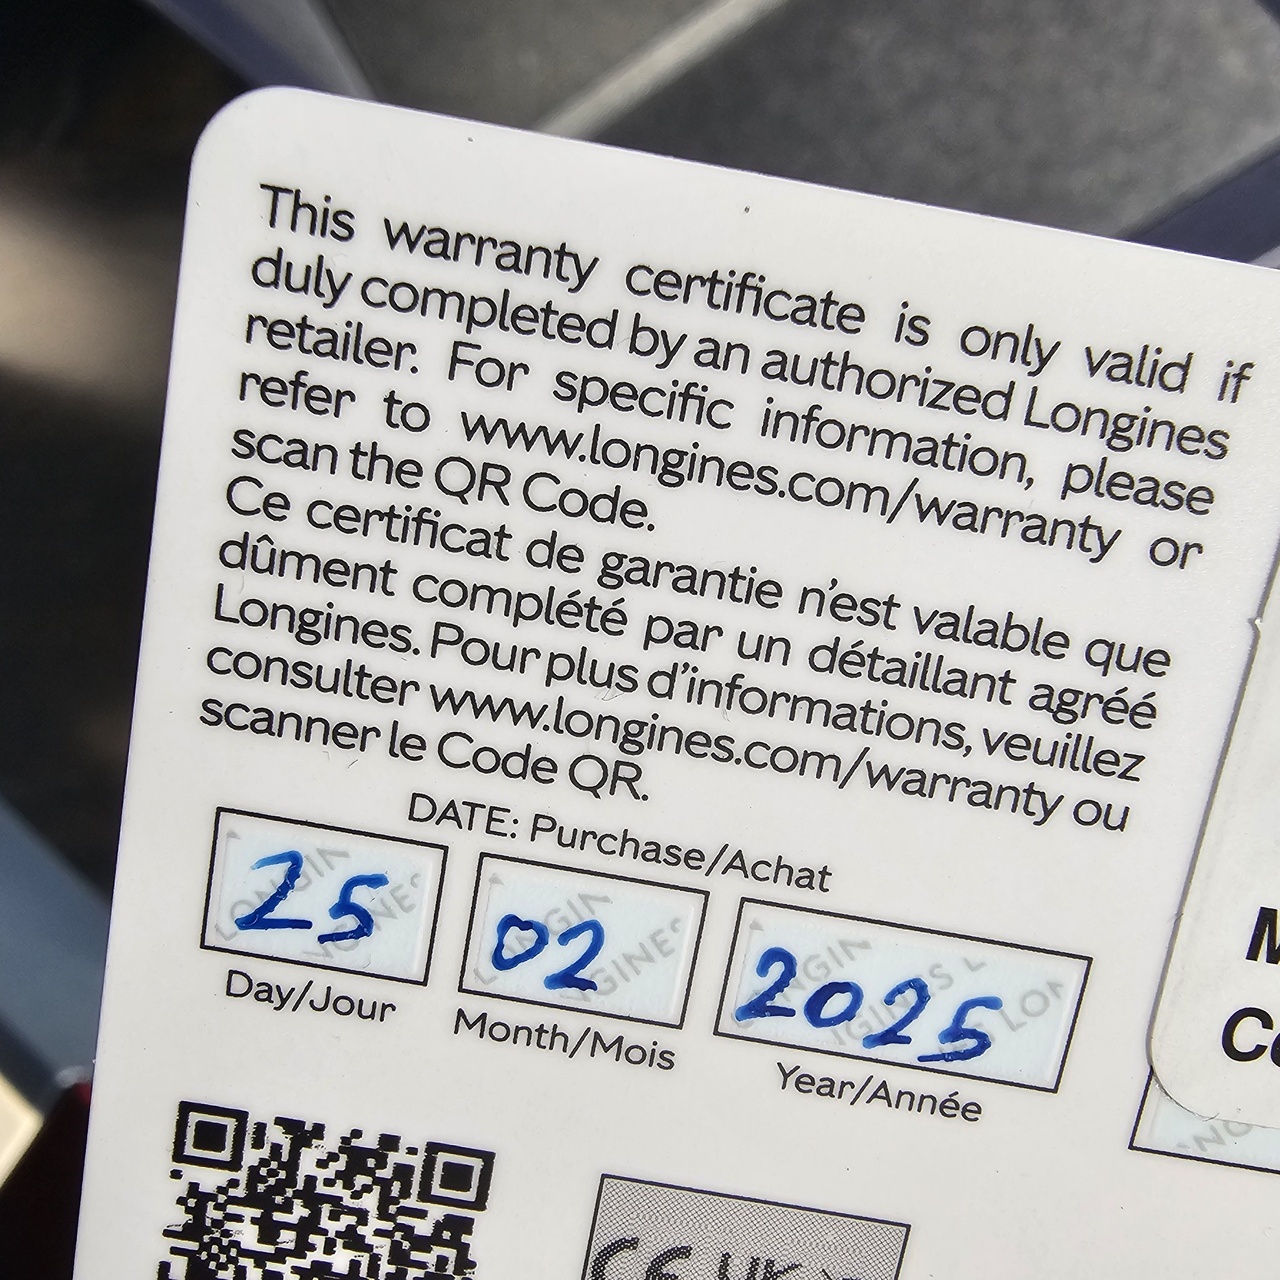 This warranty certificate is only valid if
duly completed by an authorized Longines
retailer. For specific information, please
refer to www.longines.com/warranty or
scan the QR Code.
Ce certificat de garantie n'est valable que
dûment complété par un détaillant agréé
Longines. Pour plus d'informations, veuillez
consulter www.longines.com/warranty ou
scanner le Code QR.
DATE: Purchase/Achat
25 02 2025
Day/Jour Month/Mois Year/Année
CE